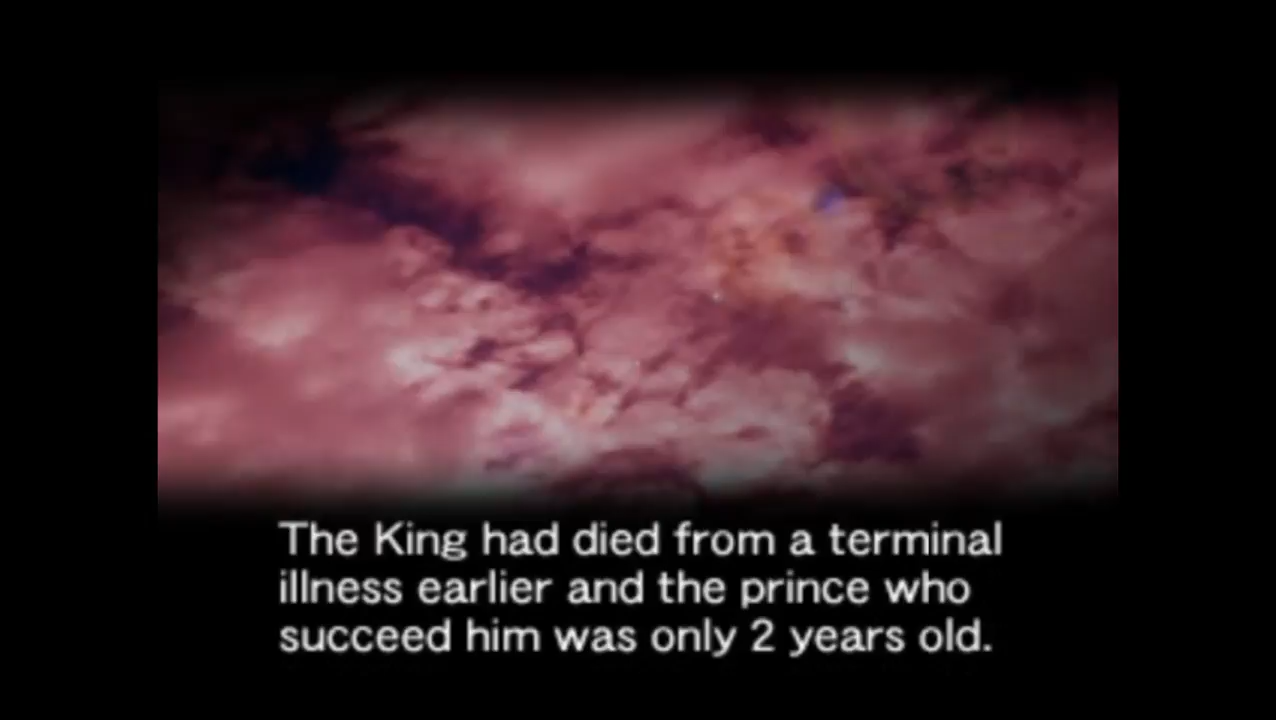 The King had died from a terminal
illness earlier and the prince who
succeed him was only 2 years old.